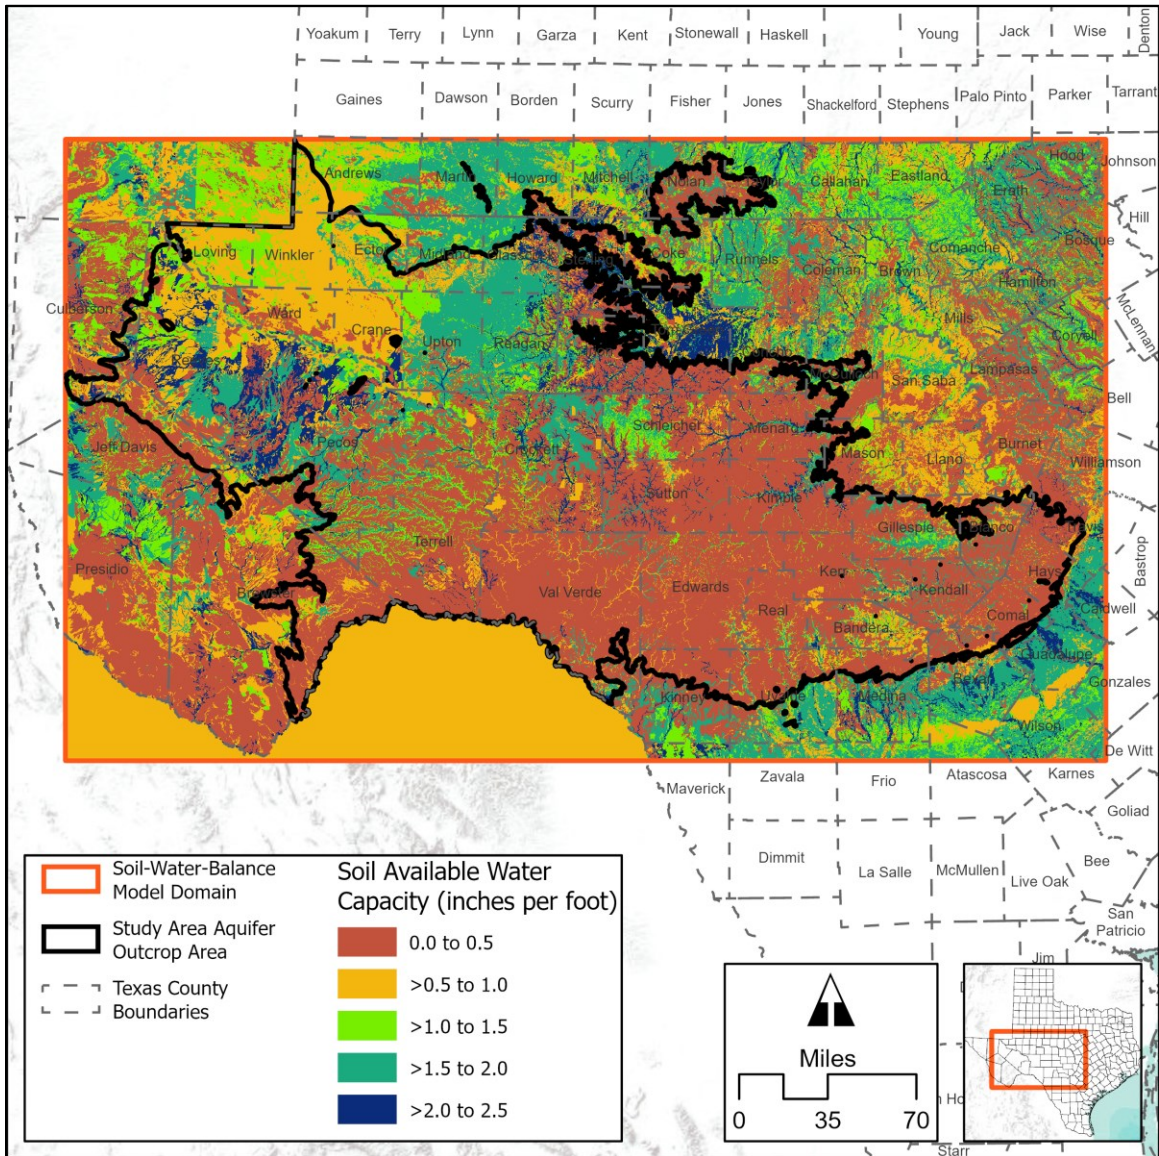 Yoakum
Terry
Lynn
Garza
Kent
Stonewall
Haskell
Young
Jack
Wise
Denton
Gaines
Dawson
Borden
Scurry
Fisher
Jones
Shackelford
Stephens
Palo Pinto
Parker
Tarrant
Andrews
Martin
Howard
Mitchell
Nolan
Callahan
Eastland
Erath
Hood
Johnson
Hill
Bosque
Loving
Winkler
Ector
Midland
Sterling
Coke
Runnels
Coleman
Brown
Comanche
Hamilton
McLennan
Culberson
Reeves
Ward
Crane
Upton
Reagan
Mills
Coryell
San Saba
Lampasas
Bell
Jeff Davis
Pecos
Crockett
Schleicher
Menard
Mason
Llano
Burnet
Williamson
Sutton
Kimble
Gillespie
Blanco
Travis
Bastrop
Presidio
Brewster
Terrell
Val Verde
Edwards
Real
Kerr
Bandera
Kendall
Hays
Comal
Caldwell
Guadalupe
Gonzales
Kinney
Uvalde
Medina
Bexar
Wilson
De Witt
Maverick
Zavala
Frio
Atascosa
Karnes
Goliad
Dimmit
La Salle
McMullen
Live Oak
Bee
San
Patricio
Jim
Starr
Soil-Water-Balance
Model Domain
Study Area Aquifer
Outcrop Area
Texas County
Boundaries
Soil Available Water
Capacity (inches per foot)
0.0 to 0.5
>0.5 to 1.0
>1.0 to 1.5
>1.5 to 2.0
>2.0 to 2.5
Miles
0 35 70